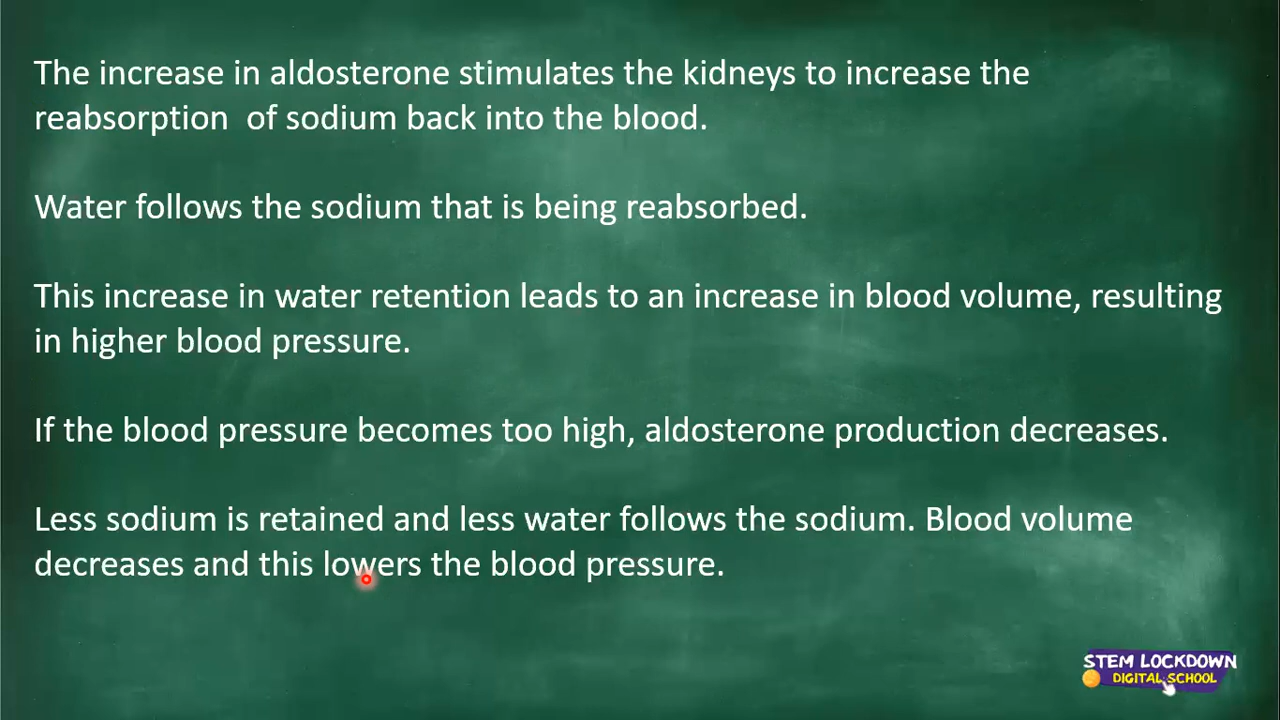 The increase in aldosterone stimulates the kidneys to increase the
reabsorption  of sodium back into the blood.
Water follows the sodium that is being reabsorbed.
This increase in water retention leads to an increase in blood volume, resulting
in higher blood pressure.
If the blood pressure becomes too high, aldosterone production decreases.
Less sodium is retained and less water follows the sodium. Blood volume
decreases and this lowers the blood pressure.
STEM LOCKDOWN
DIGITAL SCHOOL